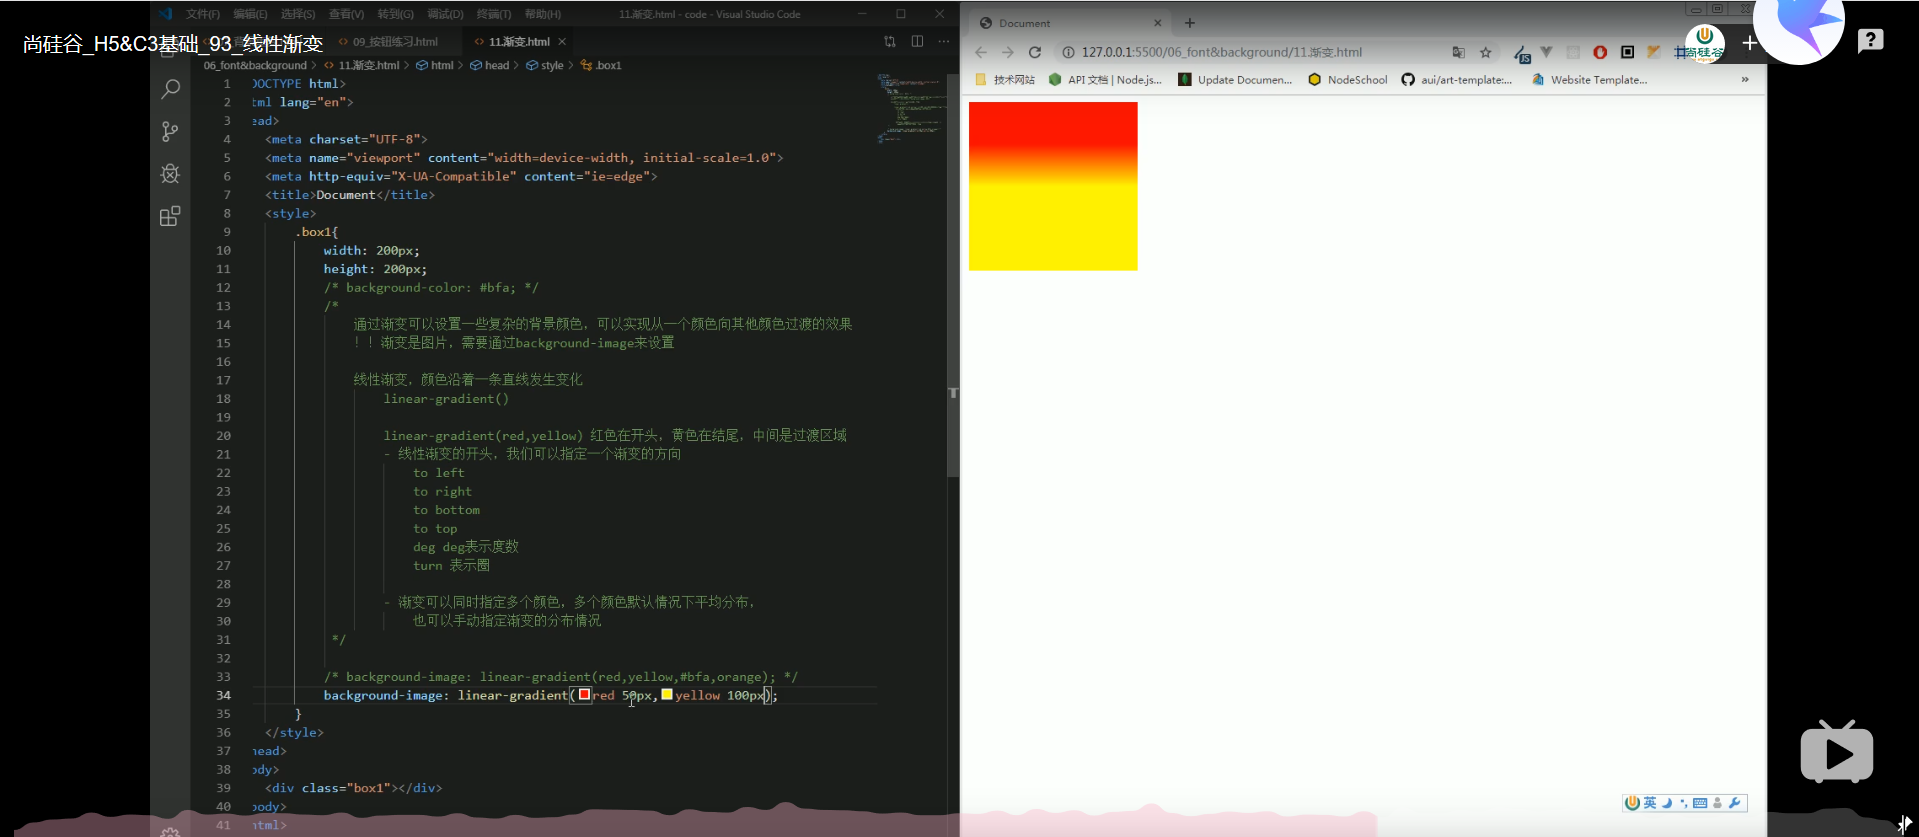 文件(F) 编辑(E) 选择(S) 查看(V) 转到(G) 调试(D) 终端(T) 帮助(H) 11.渐变.html - code - Visual Studio Code
尚硅谷_H5&C3基础_93_线性渐变
09_按钮练习.html 11.渐变.html
06_font&background > 11.渐变.html > html > head > style > .box1
1 DOCTYPE html>
2 tml lang="en">
3 ead>
4 <meta charset="UTF-8">
5 <meta name="viewport" content="width=device-width, initial-scale=1.0">
6 <meta http-equiv="X-UA-Compatible" content="ie=edge">
7 <title>Document</title>
8 <style>
9 .box1{
10 width: 200px;
11 height: 200px;
12 /* background-color: #bfa; */
13 /*
14 通过渐变可以设置一些复杂的背景颜色，可以实现从一个颜色向其他颜色过渡的效果
15 ！！渐变是图片，需要通过background-image来设置
16
17 线性渐变，颜色沿着一条直线发生变化
18 linear-gradient()
19
20 linear-gradient(red,yellow) 红色在开头，黄色在结尾，中间是过渡区域
21 - 线性渐变的开头，我们可以指定一个渐变的方向
22 to left
23 to right
24 to bottom
25 to top
26 deg deg表示度数
27 turn 表示圈
28
29 - 渐变可以同时指定多个颜色，多个颜色默认情况下平均分布，
30 也可以手动指定渐变的分布情况
31 */
32
33 /* background-image: linear-gradient(red,yellow,#bfa,orange); */
34 background-image: linear-gradient(red 50px,yellow 100px);
35 }
36 </style>
37 head>
38 ody>
39 <div class="box1"></div>
40 body>
41 html>
Document
127.0.0.1:5500/06_font&background/11.渐变.html
JS
尚硅谷
技术网站 API 文档 | Node.js... Update Documen... NodeSchool aui/art-template:... Website Template... »
英